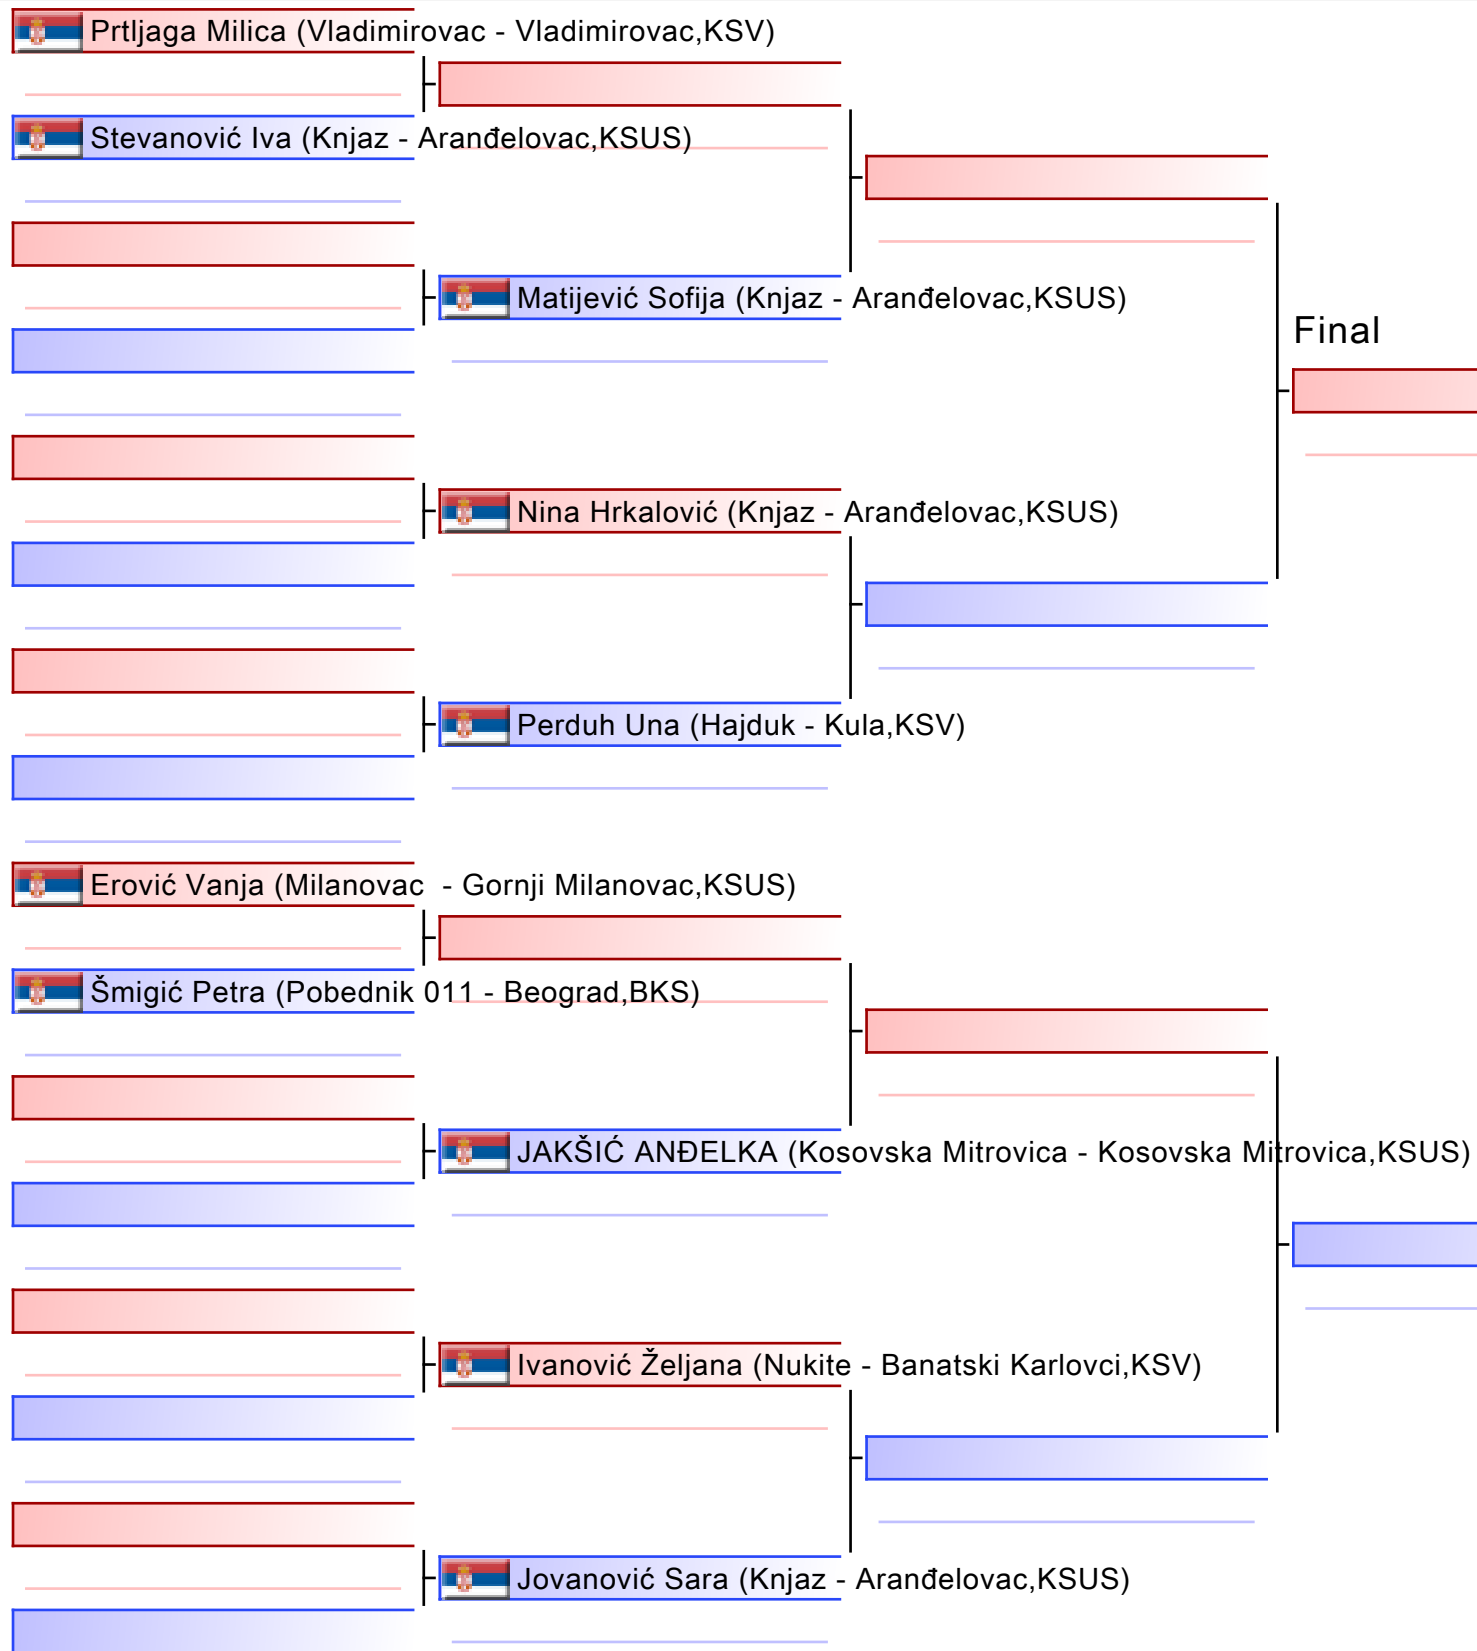 Prtljaga Milica (Vladimirovac - Vladimirovac,KSV)
Stevanović Iva (Knjaz - Aranđelovac,KSUS)
Matijević Sofija (Knjaz - Aranđelovac,KSUS)
Final
Nina Hrkalović (Knjaz - Aranđelovac,KSUS)
Perduh Una (Hajduk - Kula,KSV)
Erović Vanja (Milanovac  - Gornji Milanovac,KSUS)
Šmigić Petra (Pobednik 011 - Beograd,BKS)
JAKŠIĆ ANĐELKA (Kosovska Mitrovica - Kosovska Mitrovica,KSUS)
Ivanović Željana (Nukite - Banatski Karlovci,KSV)
Jovanović Sara (Knjaz - Aranđelovac,KSUS)